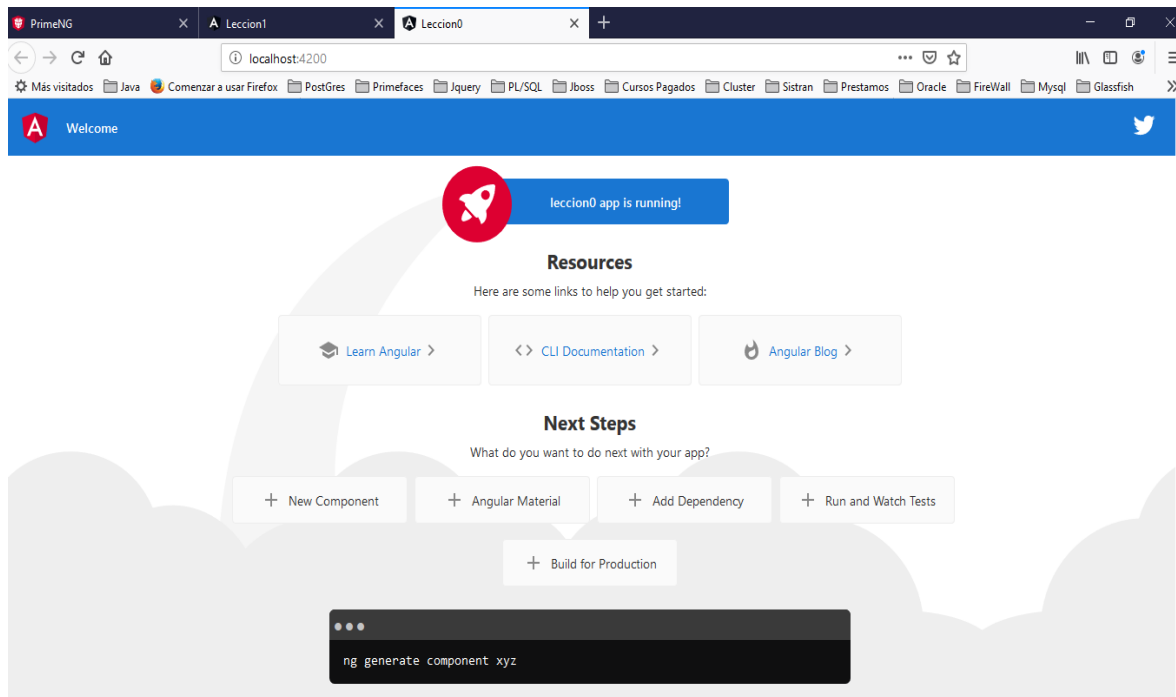 PrimeNG
Leccion1
Leccion0
localhost:4200
Más visitados Java Comenzar a usar Firefox PostGres Primefaces Jquery PL/SQL Jboss Cursos Pagados Cluster Sistran Prestamos Oracle FireWall Mysql Glassfish
Welcome
leccion0 app is running!
Resources
Here are some links to help you get started:
Learn Angular
CLI Documentation
Angular Blog
Next Steps
What do you want to do next with your app?
New Component
Angular Material
Add Dependency
Run and Watch Tests
Build for Production
ng generate component xyz